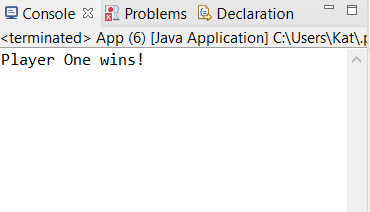 Console Problems Declaration
<terminated> App (6) [Java Application] C:\Users\Kat\.p
Player One wins!